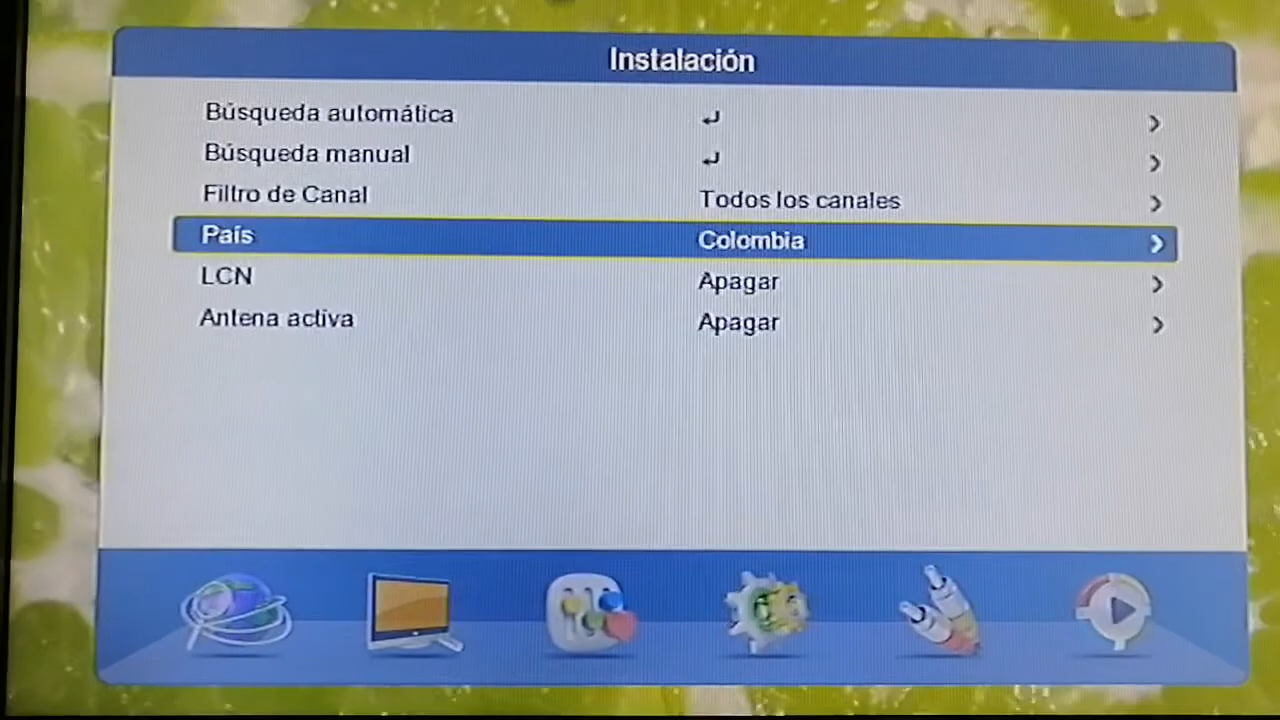 Instalación
Búsqueda automática
Búsqueda manual
Filtro de Canal Todos los canales
País Colombia
LCN Apagar
Antena activa Apagar